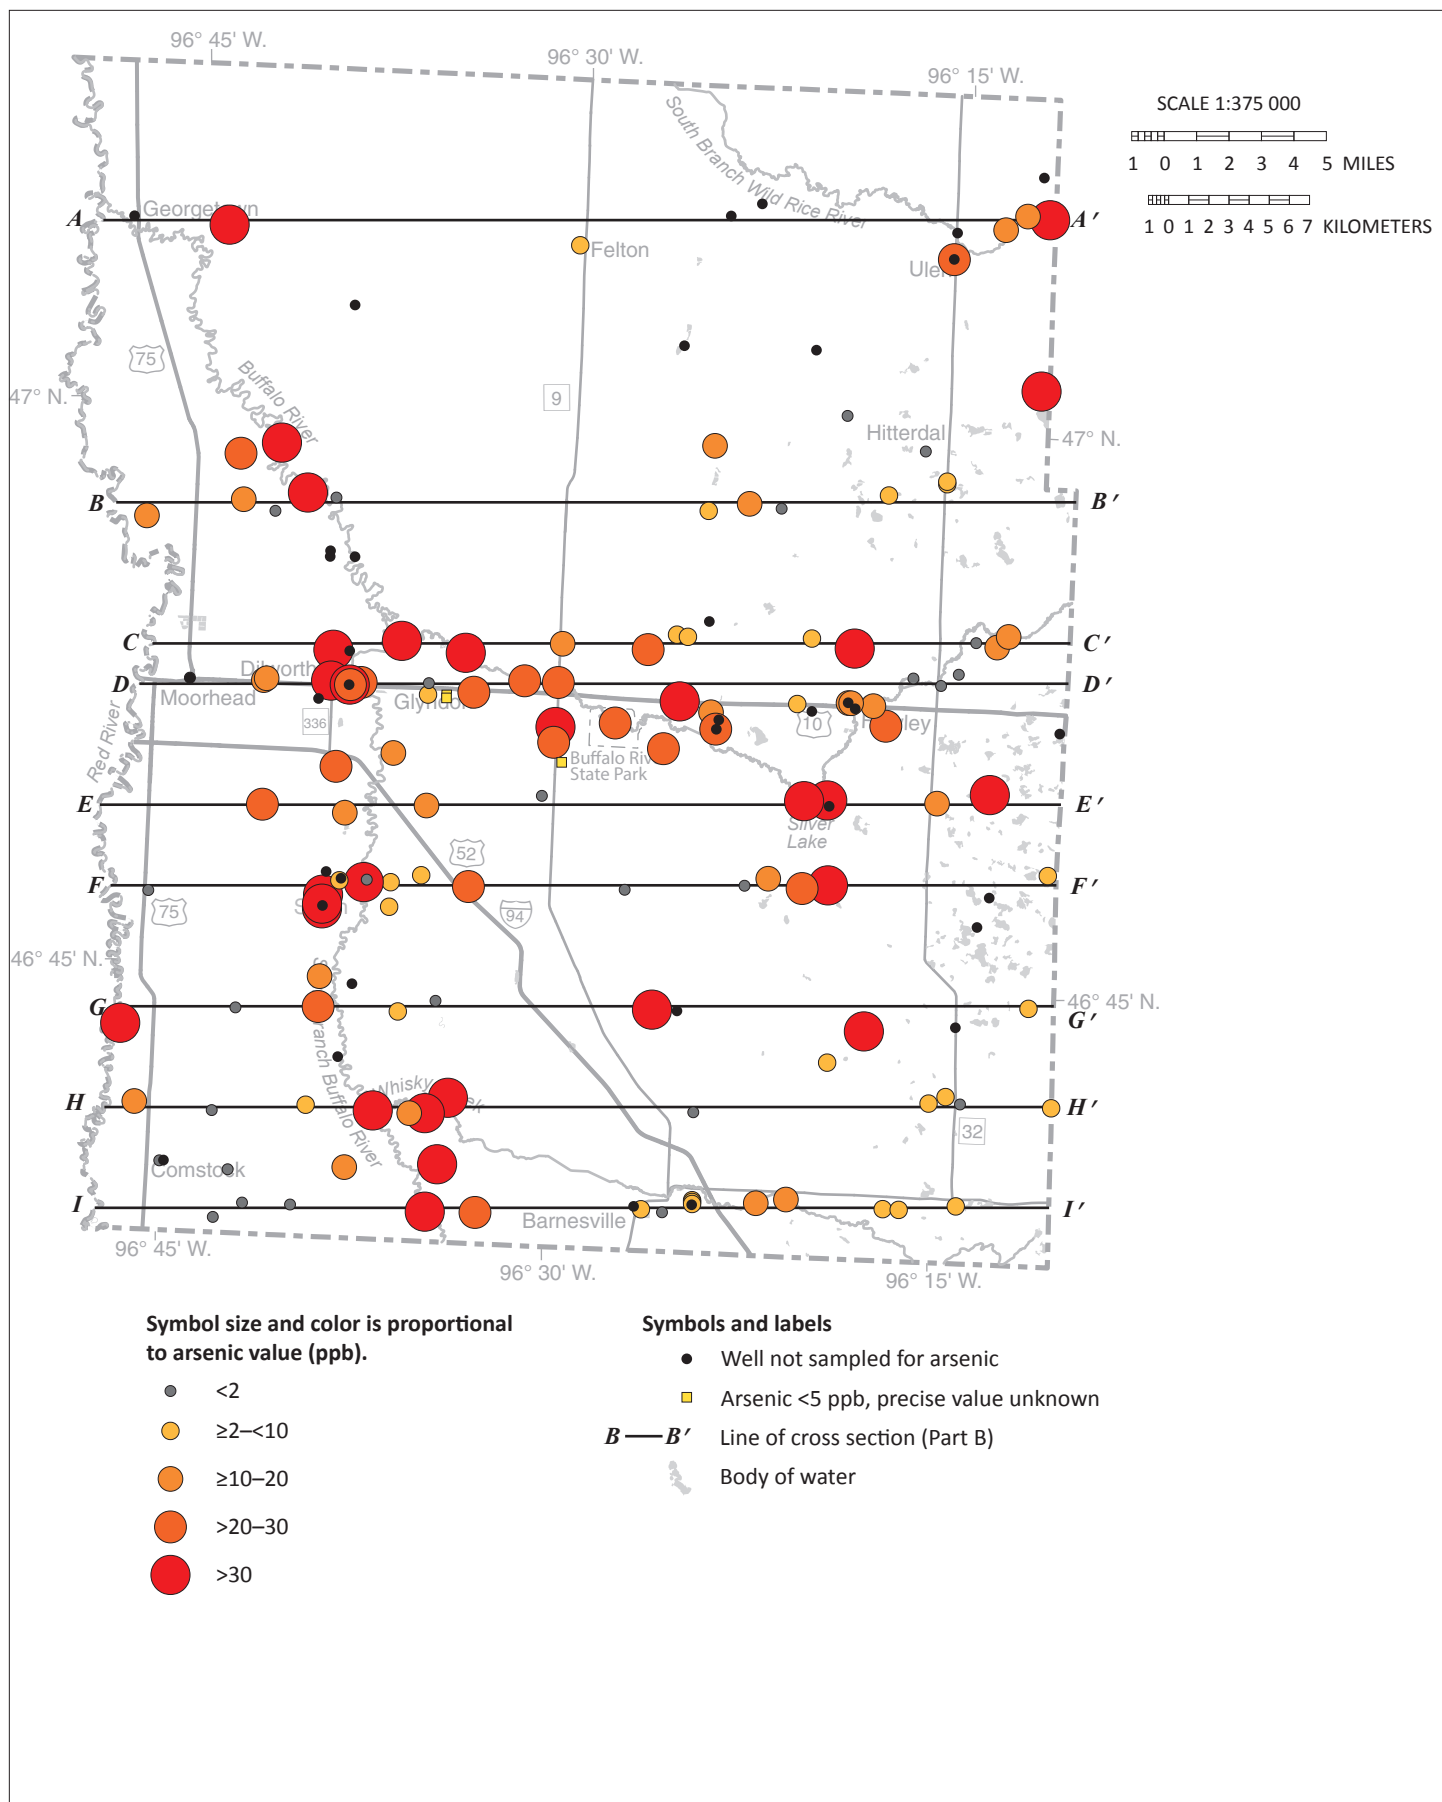 96° 45' W.
96° 30' W.
96° 15' W.
SCALE 1:375 000
1 0 1 2 3 4 5 MILES
1 0 1 2 3 4 5 6 7 KILOMETERS
South Branch Wild Rice River
A
Georgetown
A′
Felton
Ulen
75
Buffalo River
47° N.
9
Hitterdal
47° N.
B
B′
C
C′
Dilworth
D
D′
Moorhead
Glyndon
Hawley
336
10
Red River
Buffalo River
State Park
E
E′
Silver
Lake
52
F
F′
75
94
46° 45' N.
46° 45' N.
G
G′
Branch Buffalo River
Whisky
H
H′
32
Comstock
I
I′
Barnesville
96° 45' W.
96° 30' W.
96° 15' W.
Symbol size and color is proportional
to arsenic value (ppb).
<2
≥2–<10
≥10–20
>20–30
>30
Symbols and labels
Well not sampled for arsenic
Arsenic <5 ppb, precise value unknown
B B′ Line of cross section (Part B)
Body of water